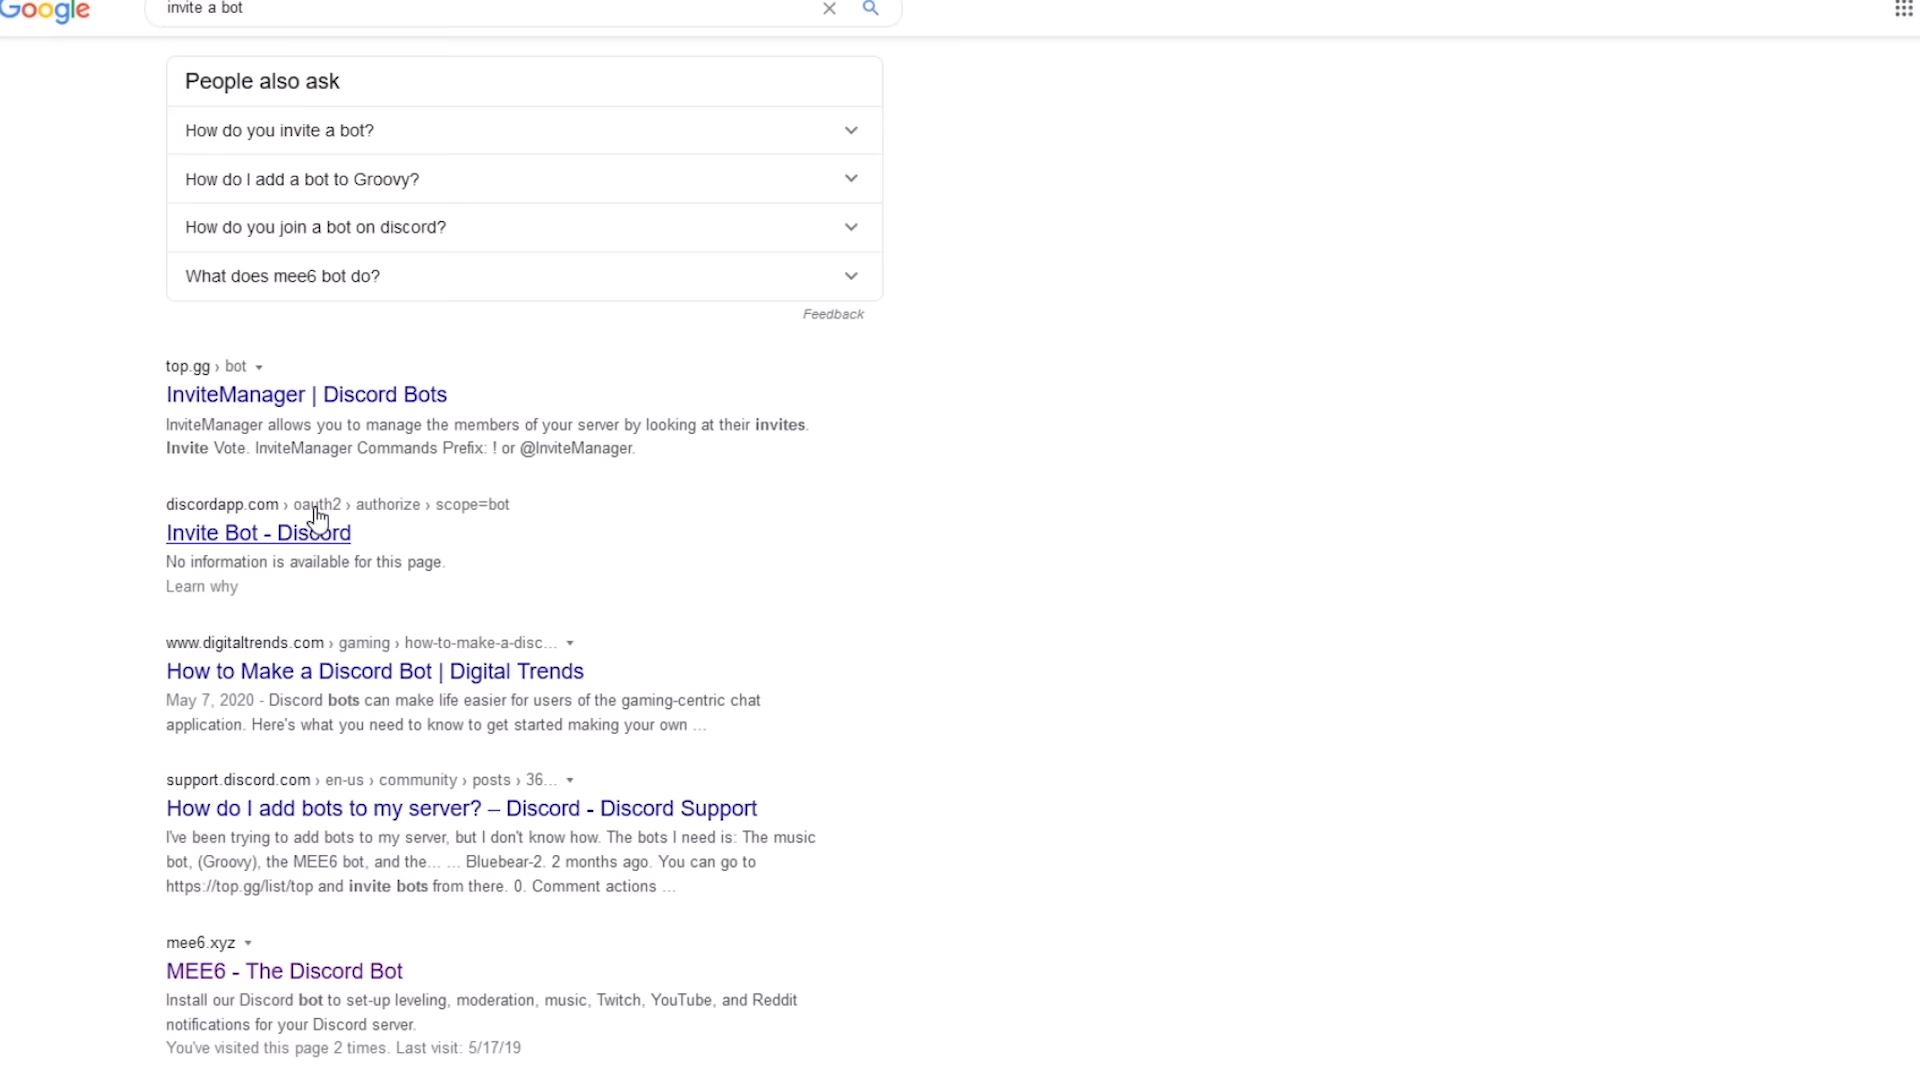 Google
invite a bot
People also ask
How do you invite a bot?
How do I add a bot to Groovy?
How do you join a bot on discord?
What does mee6 bot do?
Feedback
top.gg › bot
InviteManager | Discord Bots
InviteManager allows you to manage the members of your server by looking at their invites.
Invite Vote. InviteManager Commands Prefix: ! or @InviteManager.
discordapp.com › oauth2 › authorize › scope=bot
Invite Bot - Discord
No information is available for this page.
Learn why
www.digitaltrends.com › gaming › how-to-make-a-disc...
How to Make a Discord Bot | Digital Trends
May 7, 2020 - Discord bots can make life easier for users of the gaming-centric chat
application. Here's what you need to know to get started making your own ...
support.discord.com › en-us › community › posts › 36...
How do I add bots to my server? – Discord - Discord Support
I've been trying to add bots to my server, but I don't know how. The bots I need is: The music
bot, (Groovy), the MEE6 bot, and the... ... Bluebear-2. 2 months ago. You can go to
https://top.gg/list/top and invite bots from there. 0. Comment actions ...
mee6.xyz
MEE6 - The Discord Bot
Install our Discord bot to set-up leveling, moderation, music, Twitch, YouTube, and Reddit
notifications for your Discord server.
You've visited this page 2 times. Last visit: 5/17/19